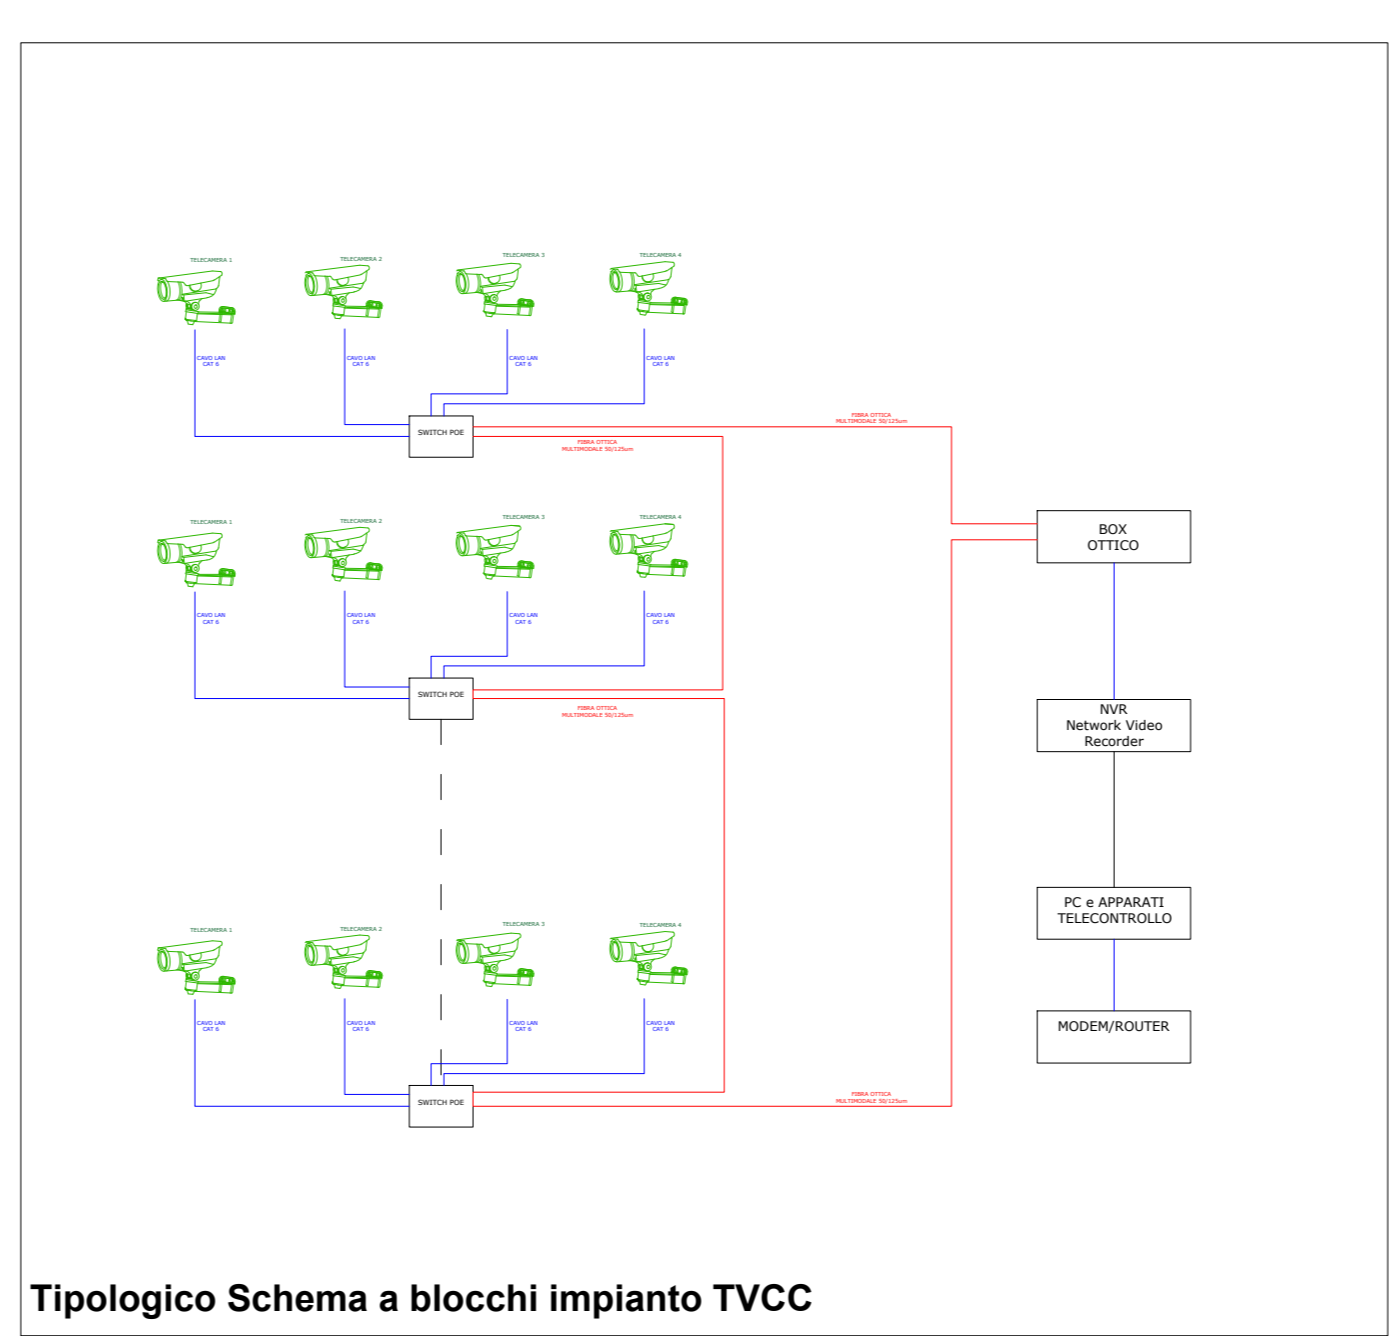 TELECAMERA 1
TELECAMERA 2
TELECAMERA 3
TELECAMERA 4
CAVO LAN
CAT 6
CAVO LAN
CAT 6
CAVO LAN
CAT 6
CAVO LAN
CAT 6
SWITCH POE
FIBRA OTTICA
MULTIMODALE 50/125um
FIBRA OTTICA
MULTIMODALE 50/125um
TELECAMERA 1
TELECAMERA 2
TELECAMERA 3
TELECAMERA 4
BOX
OTTICO
CAVO LAN
CAT 6
CAVO LAN
CAT 6
CAVO LAN
CAT 6
CAVO LAN
CAT 6
SWITCH POE
FIBRA OTTICA
MULTIMODALE 50/125um
NVR
Network Video
Recorder
PC e APPARATI
TELECONTROLLO
TELECAMERA 1
TELECAMERA 2
TELECAMERA 3
TELECAMERA 4
CAVO LAN
CAT 6
CAVO LAN
CAT 6
CAVO LAN
CAT 6
CAVO LAN
CAT 6
MODEM/ROUTER
SWITCH POE
FIBRA OTTICA
MULTIMODALE 50/125um
Tipologico Schema a blocchi impianto TVCC